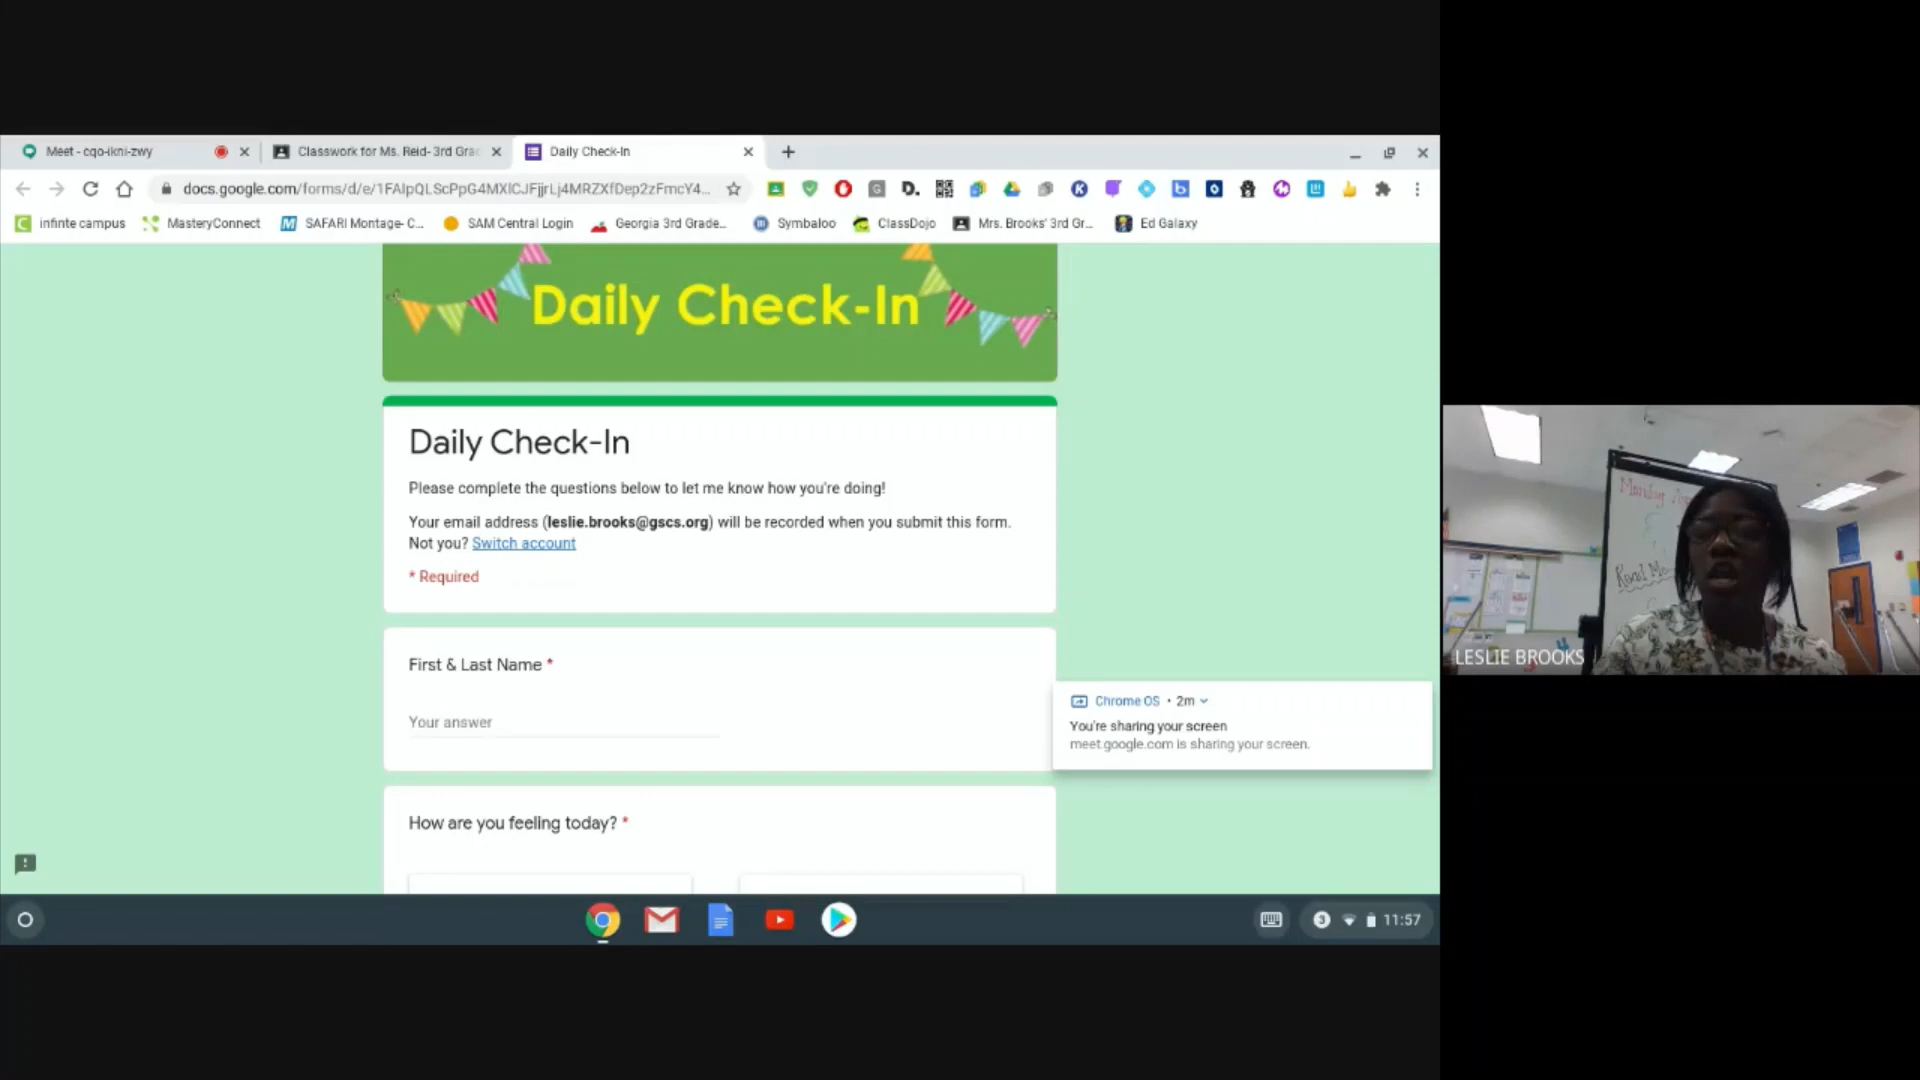 Meet - cqo-ikni-zwy
Classwork for Ms. Reid- 3rd Gra
Daily Check-In
docs.google.com/forms/d/e/1FAIpQLScPpG4MXlCJFjjrLj4MRZXfDep2zFmcY4...
infinte campus
MasteryConnect
SAFARI Montage- C...
SAM Central Login
Georgia 3rd Grade...
Symbaloo
ClassDojo
Mrs. Brooks' 3rd Gr...
Ed Galaxy
Daily Check-In
Daily Check-In
Please complete the questions below to let me know how you're doing!
Your email address (leslie.brooks@gscs.org) will be recorded when you submit this form.
Not you? Switch account
* Required
First & Last Name *
Your answer
How are you feeling today? *
Chrome OS • 2m
You're sharing your screen
meet.google.com is sharing your screen.
3
11:57
Read
LESLIE BROOKS